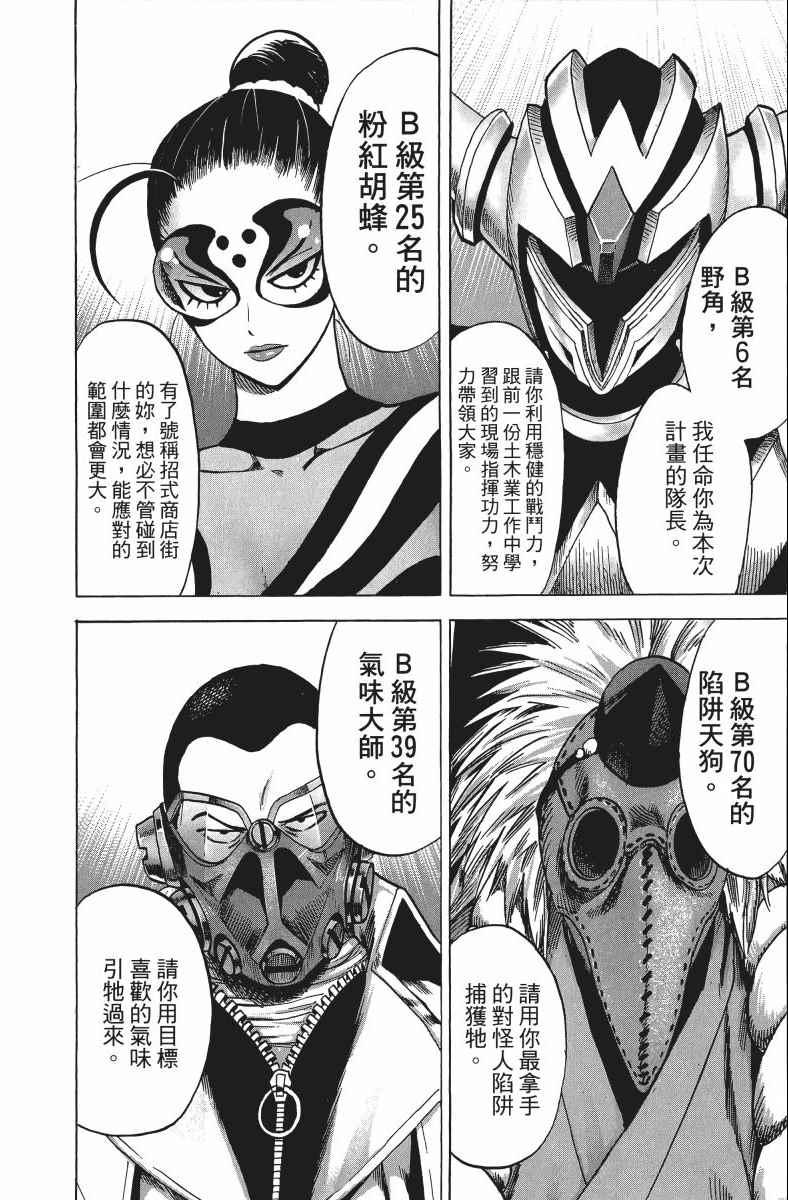 B級第6名
野角，
我任命你為本次
計畫的隊長。
請你利用穩健的戰鬥力，
跟前一份土木業工作中學
習到的現場指揮功力，努
力帶領大家。
B級第25名的
粉紅胡蜂。
有了號稱招式商店街
的妳，想必不管碰到
什麼情況，能應對的
範圍都會更大。
B級第70名的
陷阱天狗。
請用你最拿手
的對怪人陷阱
捕獲牠。
B級第39名的
氣味大師。
請你用目標
喜歡的氣味
引牠過來。